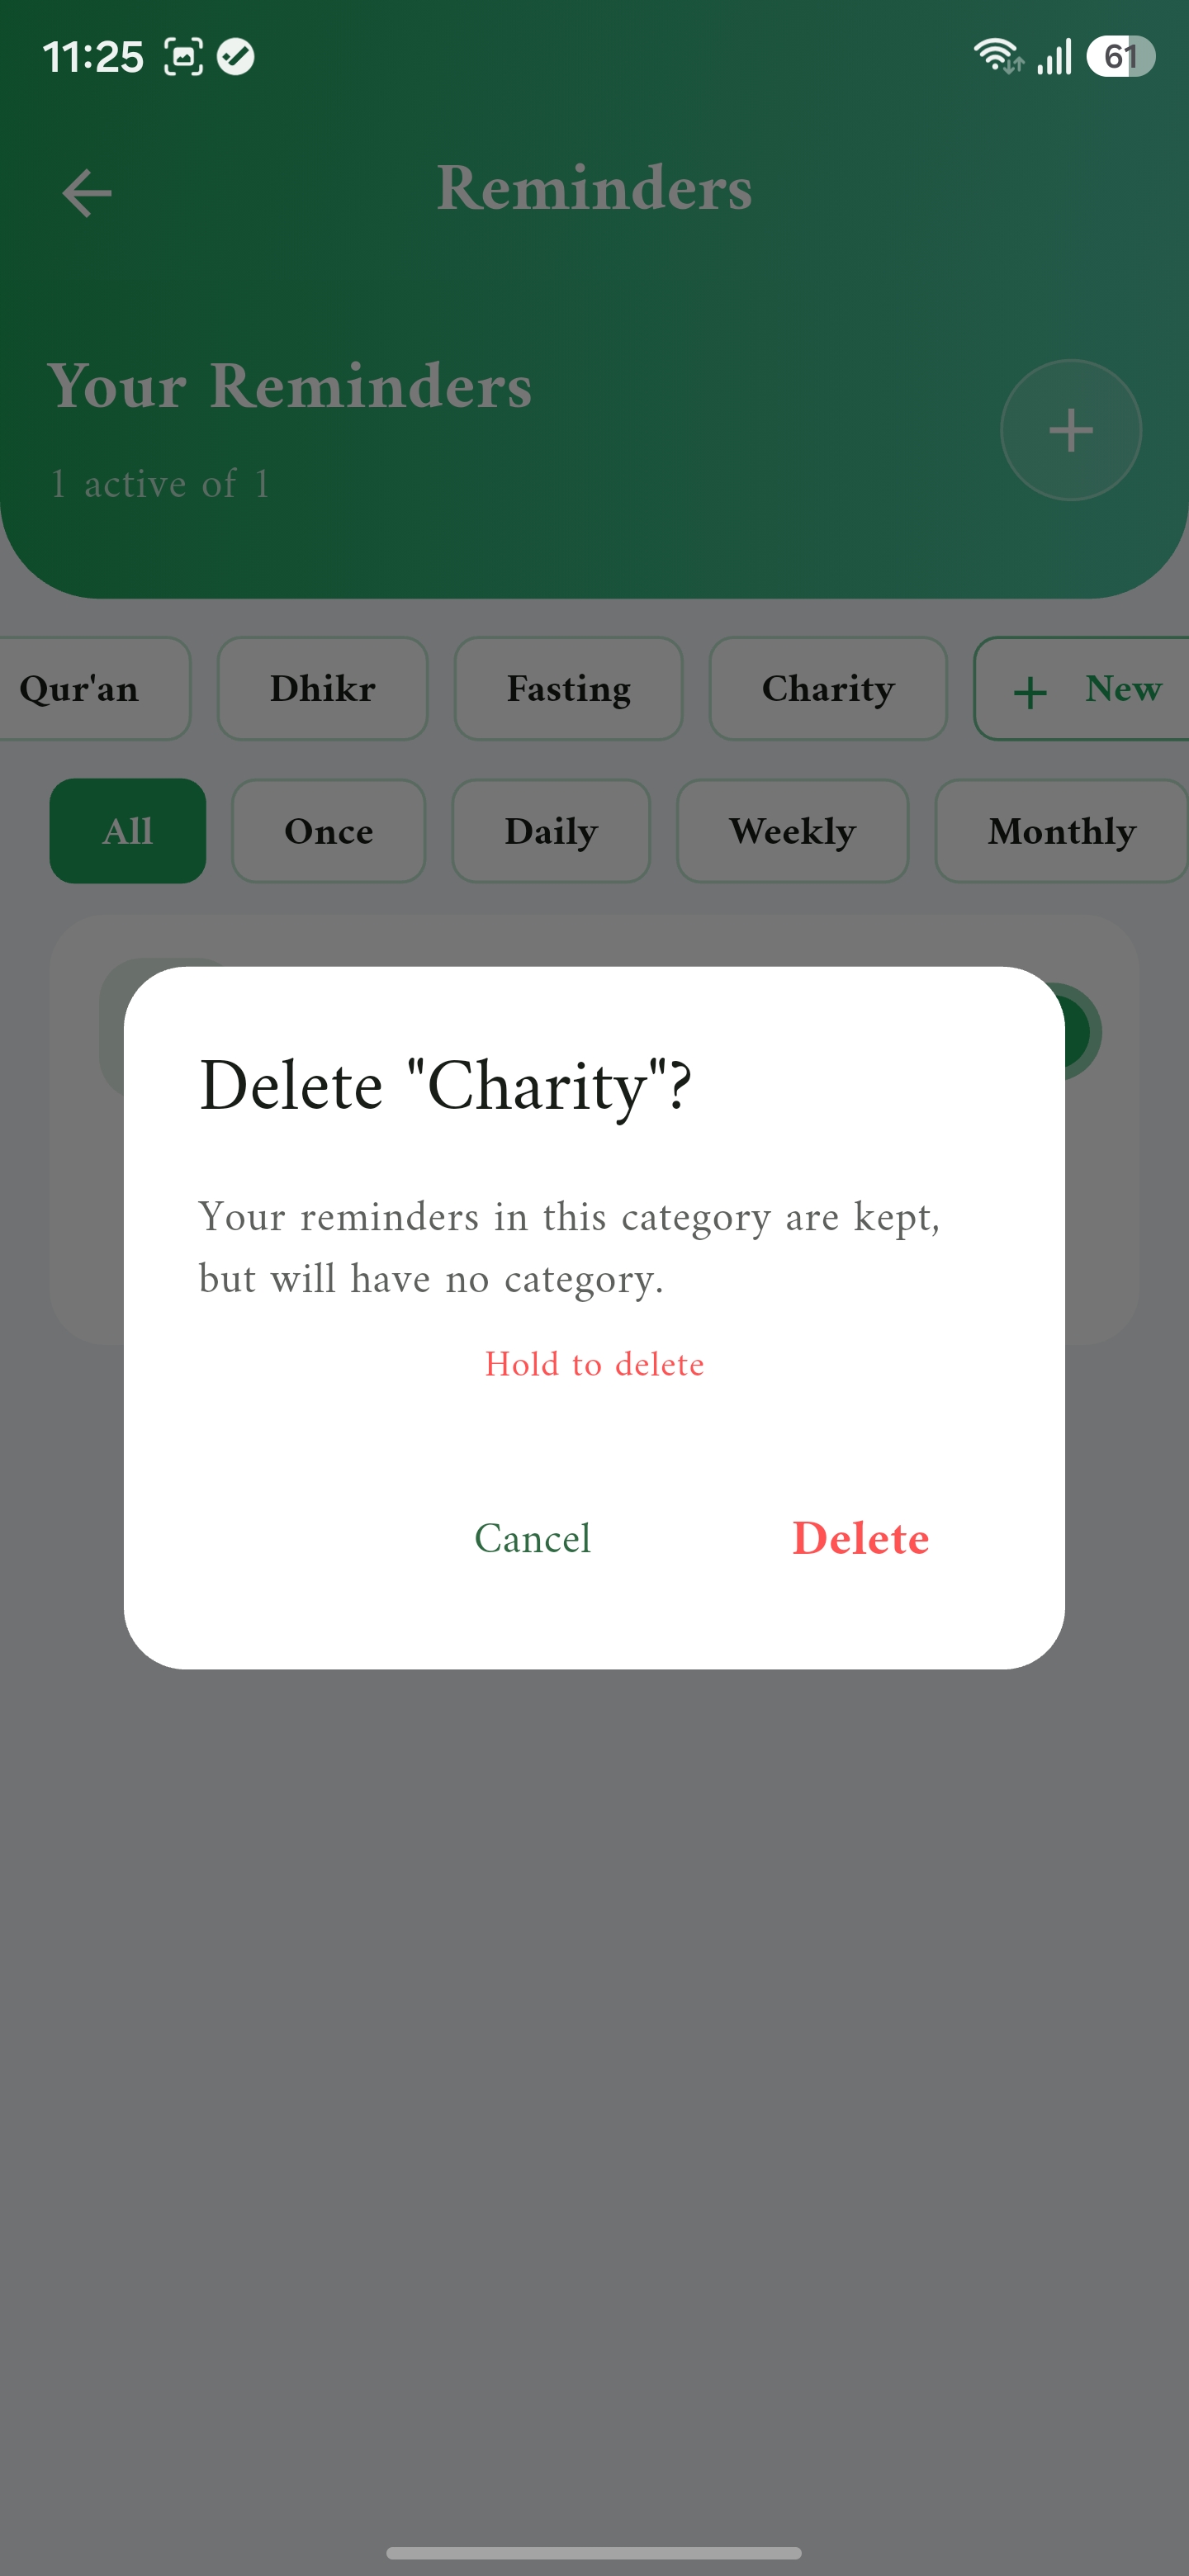 11:25
61
Reminders
Your Reminders
1 active of 1
Qur'an Dhikr Fasting Charity + New
All Once Daily Weekly Monthly
Delete "Charity"?
Your reminders in this category are kept,
but will have no category.
Hold to delete
Cancel Delete